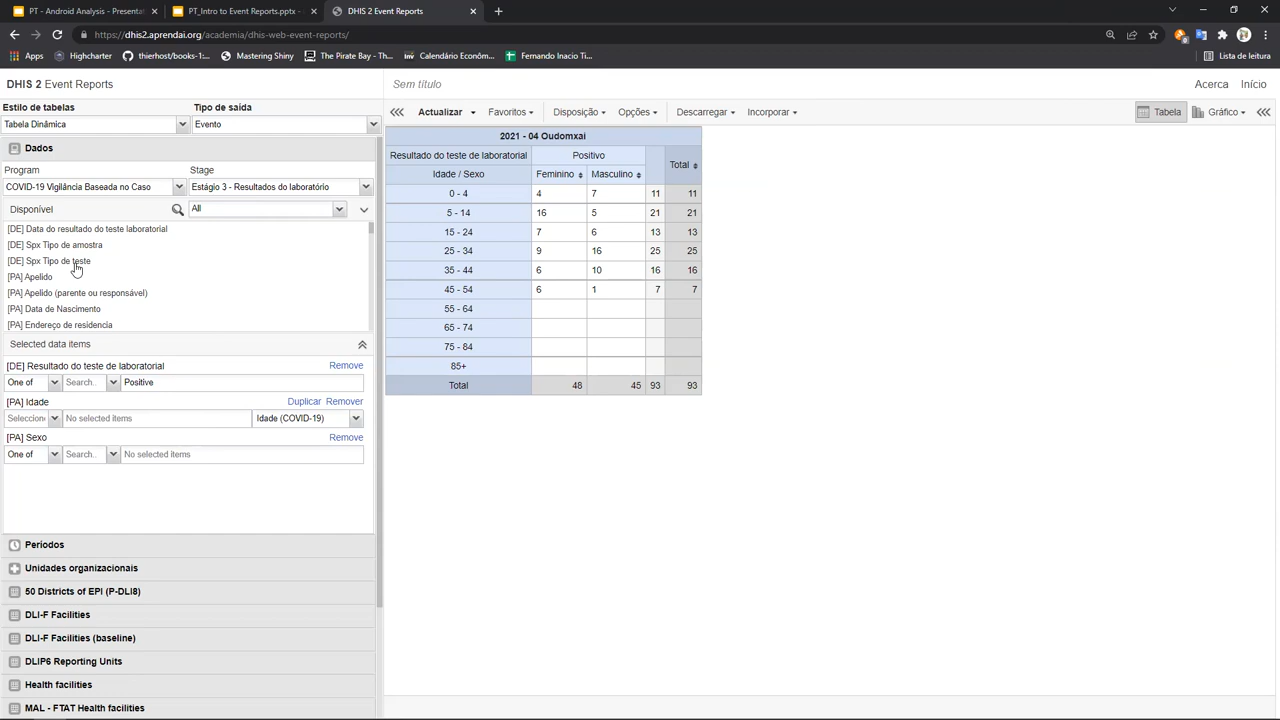 PT - Android Analysis - Presenta
PT_Intro to Event Reports.pptx -
DHIS 2 Event Reports
dhis2.aprendai.org/academia/dhis-web-event-reports/
Apps
Highcharter
thierhost/books-1:...
Mastering Shiny
The Pirate Bay - Th...
Calendário Econôm...
Fernando Inacio Ti...
Lista de leitura
DHIS 2 Event Reports
Sem título
Acerca
Início
Estilo de tabelas
Tipo de saída
Tabela Dinâmica
Evento
Actualizar
Favoritos
Disposição
Opções
Descarregar
Incorporar
Tabela
Gráfico
Dados
Program
Stage
COVID-19 Vigilância Baseada no Caso
Estágio 3 - Resultados do laboratório
Disponível
All
[DE] Data do resultado do teste laboratorial
[DE] Spx Tipo de amostra
[DE] Spx Tipo de teste
[PA] Apelido
[PA] Apelido (parente ou responsável)
[PA] Data de Nascimento
[PA] Endereço de residencia
Selected data items
[DE] Resultado do teste de laboratorial
Remove
One of
Search..
Positive
[PA] Idade
Duplicar
Remover
Seleccion
No selected items
Idade (COVID-19)
[PA] Sexo
Remove
One of
Search..
No selected items
Períodos
Unidades organizacionais
50 Districts of EPI (P-DLI8)
DLI-F Facilities
DLI-F Facilities (baseline)
DLIP6 Reporting Units
Health facilities
MAL - FTAT Health facilities
2021 - 04 Oudomxai
Resultado do teste de laboratorial
Positivo
Total
Idade / Sexo
Feminino
Masculino
0 - 4 4 7 11 11
5 - 14 16 5 21 21
15 - 24 7 6 13 13
25 - 34 9 16 25 25
35 - 44 6 10 16 16
45 - 54 6 1 7 7
55 - 64
65 - 74
75 - 84
85+
Total 48 45 93 93